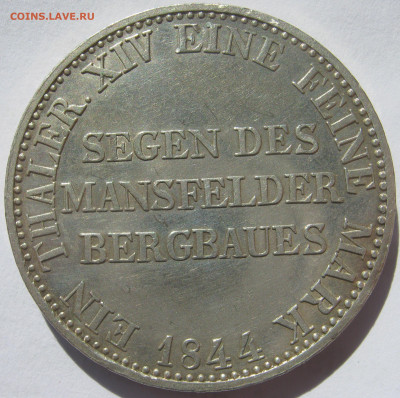 COINS.LAVE.RU
EIN THALER. XIV EINE FEINE MARK
SEGEN DES
MANSFELDER
BERGBAUES
1844